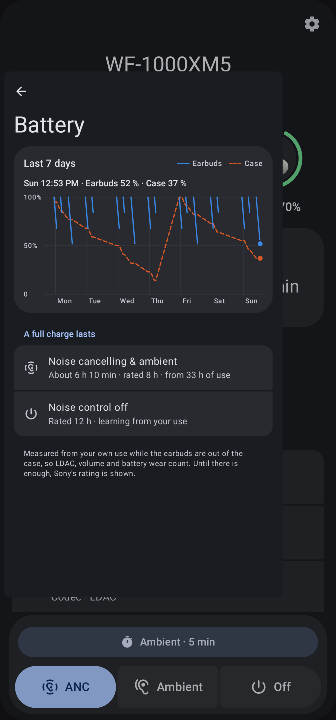 WF-1000XM5
Battery
Last 7 days
Earbuds
Case
Sun 12:53 PM · Earbuds 52 % · Case 37 %
100%
50%
0
Mon
Tue
Wed
Thu
Fri
Sat
Sun
70%
in
A full charge lasts
Noise cancelling & ambient
About 6 h 10 min · rated 8 h · from 33 h of use
Noise control off
Rated 12 h · learning from your use
Measured from your own use while the earbuds are out of the
case, so LDAC, volume and battery wear count. Until there is
enough, Sony's rating is shown.
Codec · LDAC
Ambient · 5 min
ANC
Ambient
Off